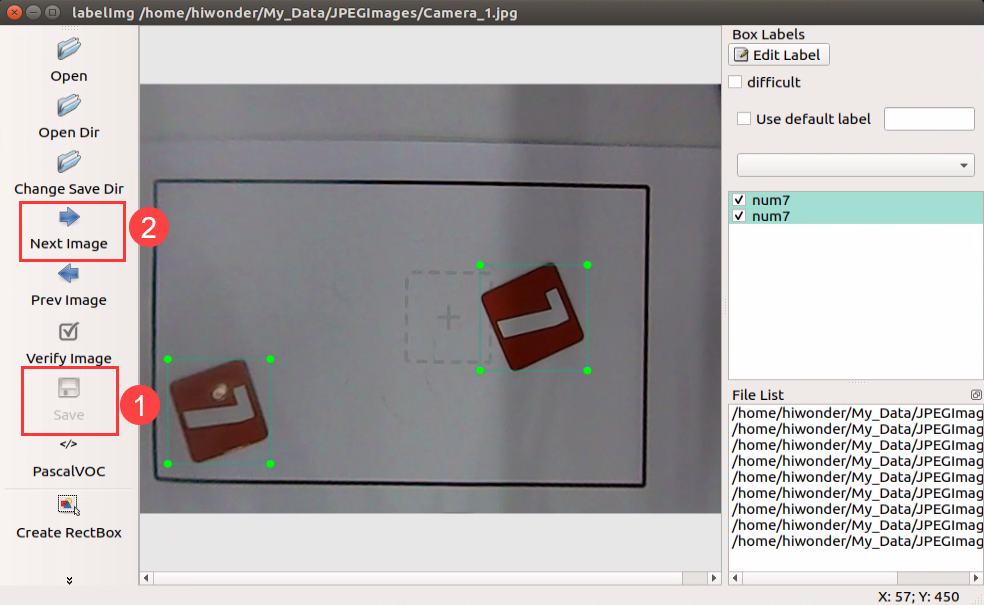 labelImg /home/hiwonder/My_Data/JPEGImages/Camera_1.jpg
Open
Open Dir
Change Save Dir
Next Image
2
Prev Image
Verify Image
Save
1
</>
PascalVOC
Create RectBox
7
7
Box Labels
Edit Label
difficult
Use default label
num7
num7
File List
/home/hiwonder/My_Data/JPEGImag
/home/hiwonder/My_Data/JPEGImag
/home/hiwonder/My_Data/JPEGImag
/home/hiwonder/My_Data/JPEGImag
/home/hiwonder/My_Data/JPEGImag
/home/hiwonder/My_Data/JPEGImag
/home/hiwonder/My_Data/JPEGImag
/home/hiwonder/My_Data/JPEGImag
/home/hiwonder/My_Data/JPEGImag
X: 57; Y: 450